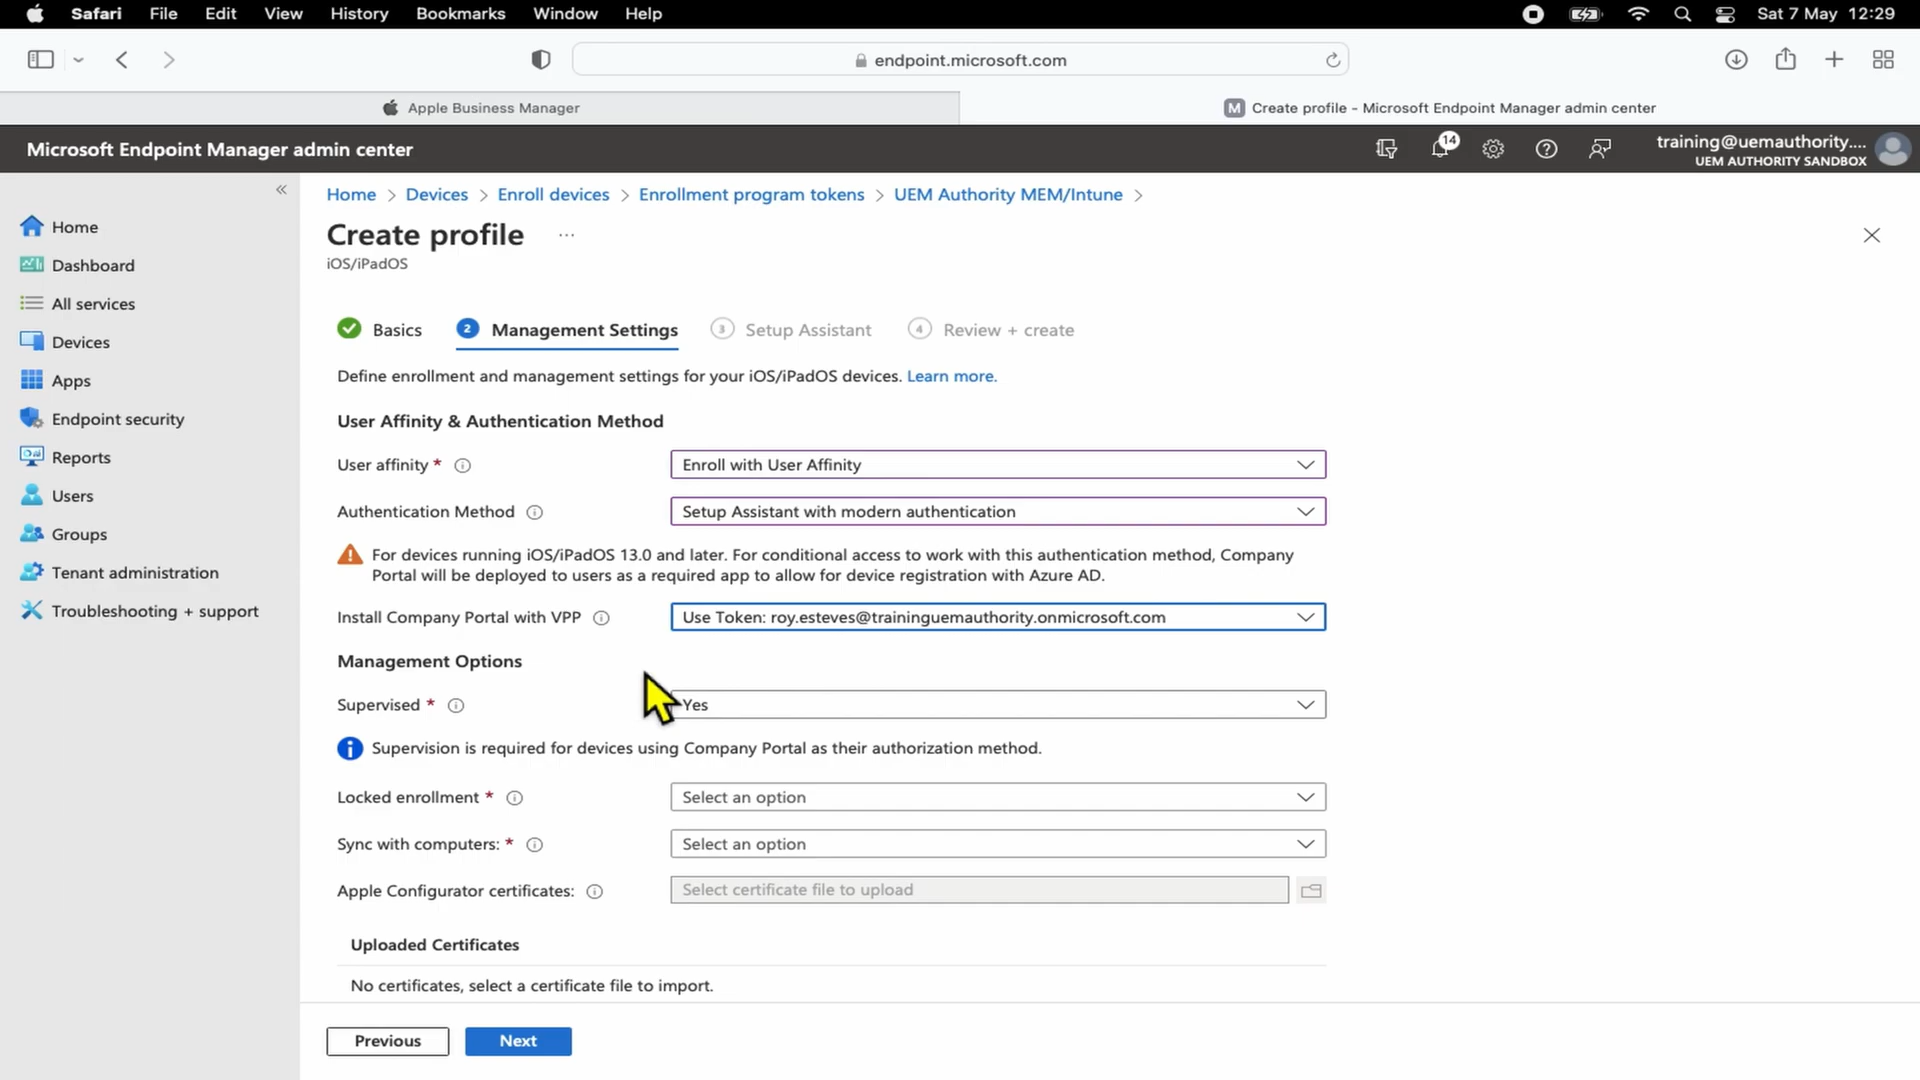 Safari File Edit View History Bookmarks Window Help Sat 7 May 12:29
endpoint.microsoft.com
Apple Business Manager
M Create profile - Microsoft Endpoint Manager admin center
Microsoft Endpoint Manager admin center
14
training@uemauthority....
UEM AUTHORITY SANDBOX
Home
Dashboard
All services
Devices
Apps
Endpoint security
Reports
Users
Groups
Tenant administration
Troubleshooting + support
Home > Devices > Enroll devices > Enrollment program tokens > UEM Authority MEM/Intune >
Create profile ...
iOS/iPadOS
Basics 2 Management Settings 3 Setup Assistant 4 Review + create
Define enrollment and management settings for your iOS/iPadOS devices. Learn more.
User Affinity & Authentication Method
User affinity * Enroll with User Affinity
Authentication Method Setup Assistant with modern authentication
For devices running iOS/iPadOS 13.0 and later. For conditional access to work with this authentication method, Company
Portal will be deployed to users as a required app to allow for device registration with Azure AD.
Install Company Portal with VPP Use Token: roy.esteves@traininguemauthority.onmicrosoft.com
Management Options
Supervised * Yes
Supervision is required for devices using Company Portal as their authorization method.
Locked enrollment * Select an option
Sync with computers: * Select an option
Apple Configurator certificates: Select certificate file to upload
Uploaded Certificates
No certificates, select a certificate file to import.
Previous Next